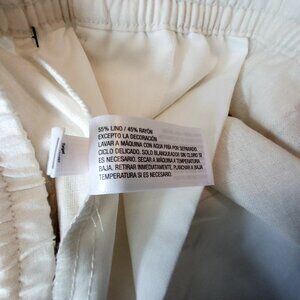 55% LINO / 45% RAYÓN
EXCEPTO LA DECORACIÓN
LAVAR A MÁQUINA CON AGUA FRÍA POR SEPARADO
CICLO DELICADO. SOLO BLANQUEADOR SIN CLORO SI
ES NECESARIO. SECAR A MÁQUINA A TEMPERATURA
BAJA. RETIRAR INMEDIATAMENTE. PLANCHAR A BAJA
TEMPERATURA SI ES NECESARIO.